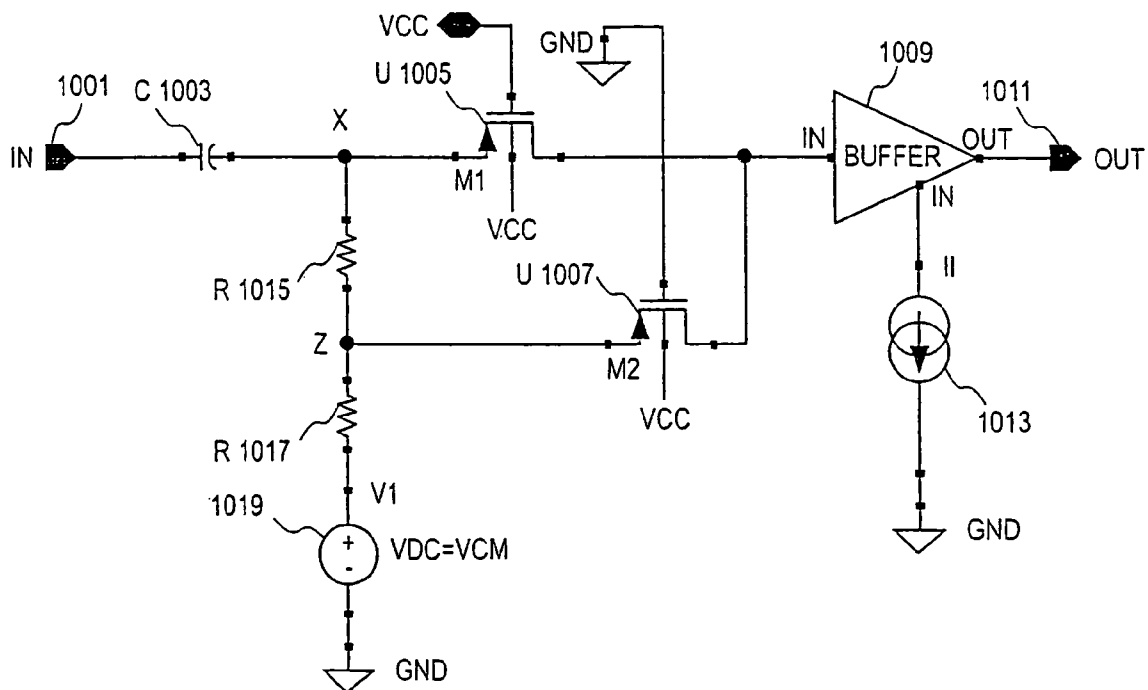 VCC
GND
1009
1001
C 1003
U 1005
1011
X
IN
M1
VCC
IN
BUFFER
OUT
OUT
IN
R 1015
U 1007
II
Z
M2
VCC
1013
R 1017
V1
1019
VDC=VCM
+
-
GND
GND